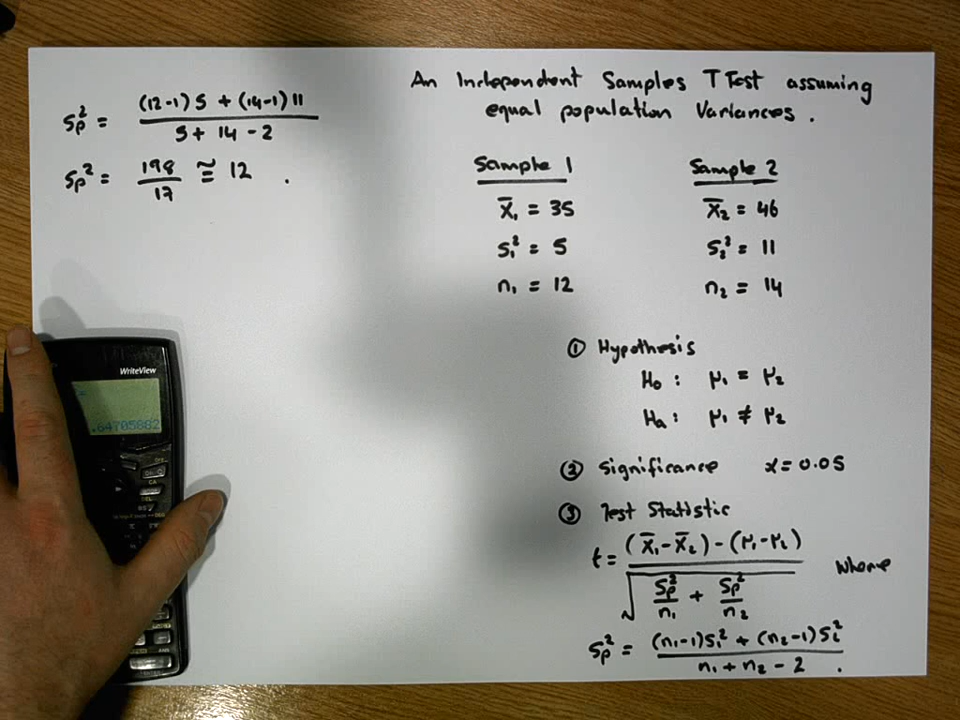 An Independent Samples T Test assuming
equal population Variances.
Sp² = (12-1)5 + (14-1)11 / 5 + 14 - 2
Sp² = 198 / 17 ≅ 12 .
Sample 1
x̄₁ = 35
S₁² = 5
n₁ = 12
Sample 2
x̄₂ = 46
S₂² = 11
n₂ = 14
① Hypothesis
H₀ : μ₁ = μ₂
Hₐ : μ₁ ≠ μ₂
② Significance α = 0.05
③ Test Statistic
t = (x̄₁ - x̄₂) - (μ₁ - μ₂) / √(Sp²/n₁ + Sp²/n₂) where
Sp² = (n₁-1)S₁² + (n₂-1)S₂² / n₁ + n₂ - 2 .
WriteView
.64705882